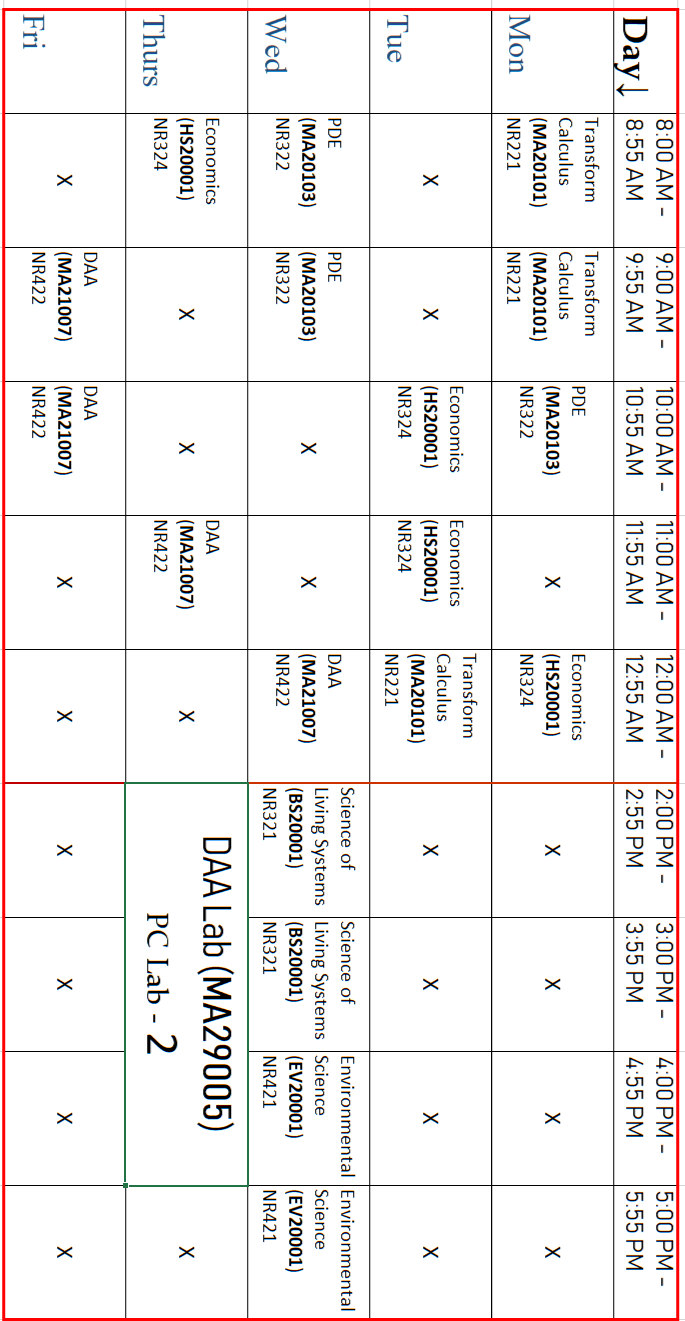 Day↓
8:00 AM -
8:55 AM
9:00 AM -
9:55 AM
10:00 AM -
10:55 AM
11:00 AM -
11:55 AM
12:00 AM -
12:55 AM
2:00 PM -
2:55 PM
3:00 PM -
3:55 PM
4:00 PM -
4:55 PM
5:00 PM -
5:55 PM
Mon
Transform
Calculus
(MA20101)
NR221
Transform
Calculus
(MA20101)
NR221
PDE
(MA20103)
NR322
X
Economics
(HS20001)
NR324
X
X
X
X
Tue
X
X
Economics
(HS20001)
NR324
Economics
(HS20001)
NR324
Transform
Calculus
(MA20101)
NR221
X
X
X
X
Wed
PDE
(MA20103)
NR322
PDE
(MA20103)
NR322
X
X
DAA
(MA21007)
NR422
Science of
Living Systems
(BS20001)
NR321
Science of
Living Systems
(BS20001)
NR321
Environmental
Science
(EV20001)
NR421
Environmental
Science
(EV20001)
NR421
Thurs
Economics
(HS20001)
NR324
X
X
DAA
(MA21007)
NR422
X
DAA Lab (MA29005)
PC Lab - 2
X
Fri
X
DAA
(MA21007)
NR422
DAA
(MA21007)
NR422
X
X
X
X
X
X